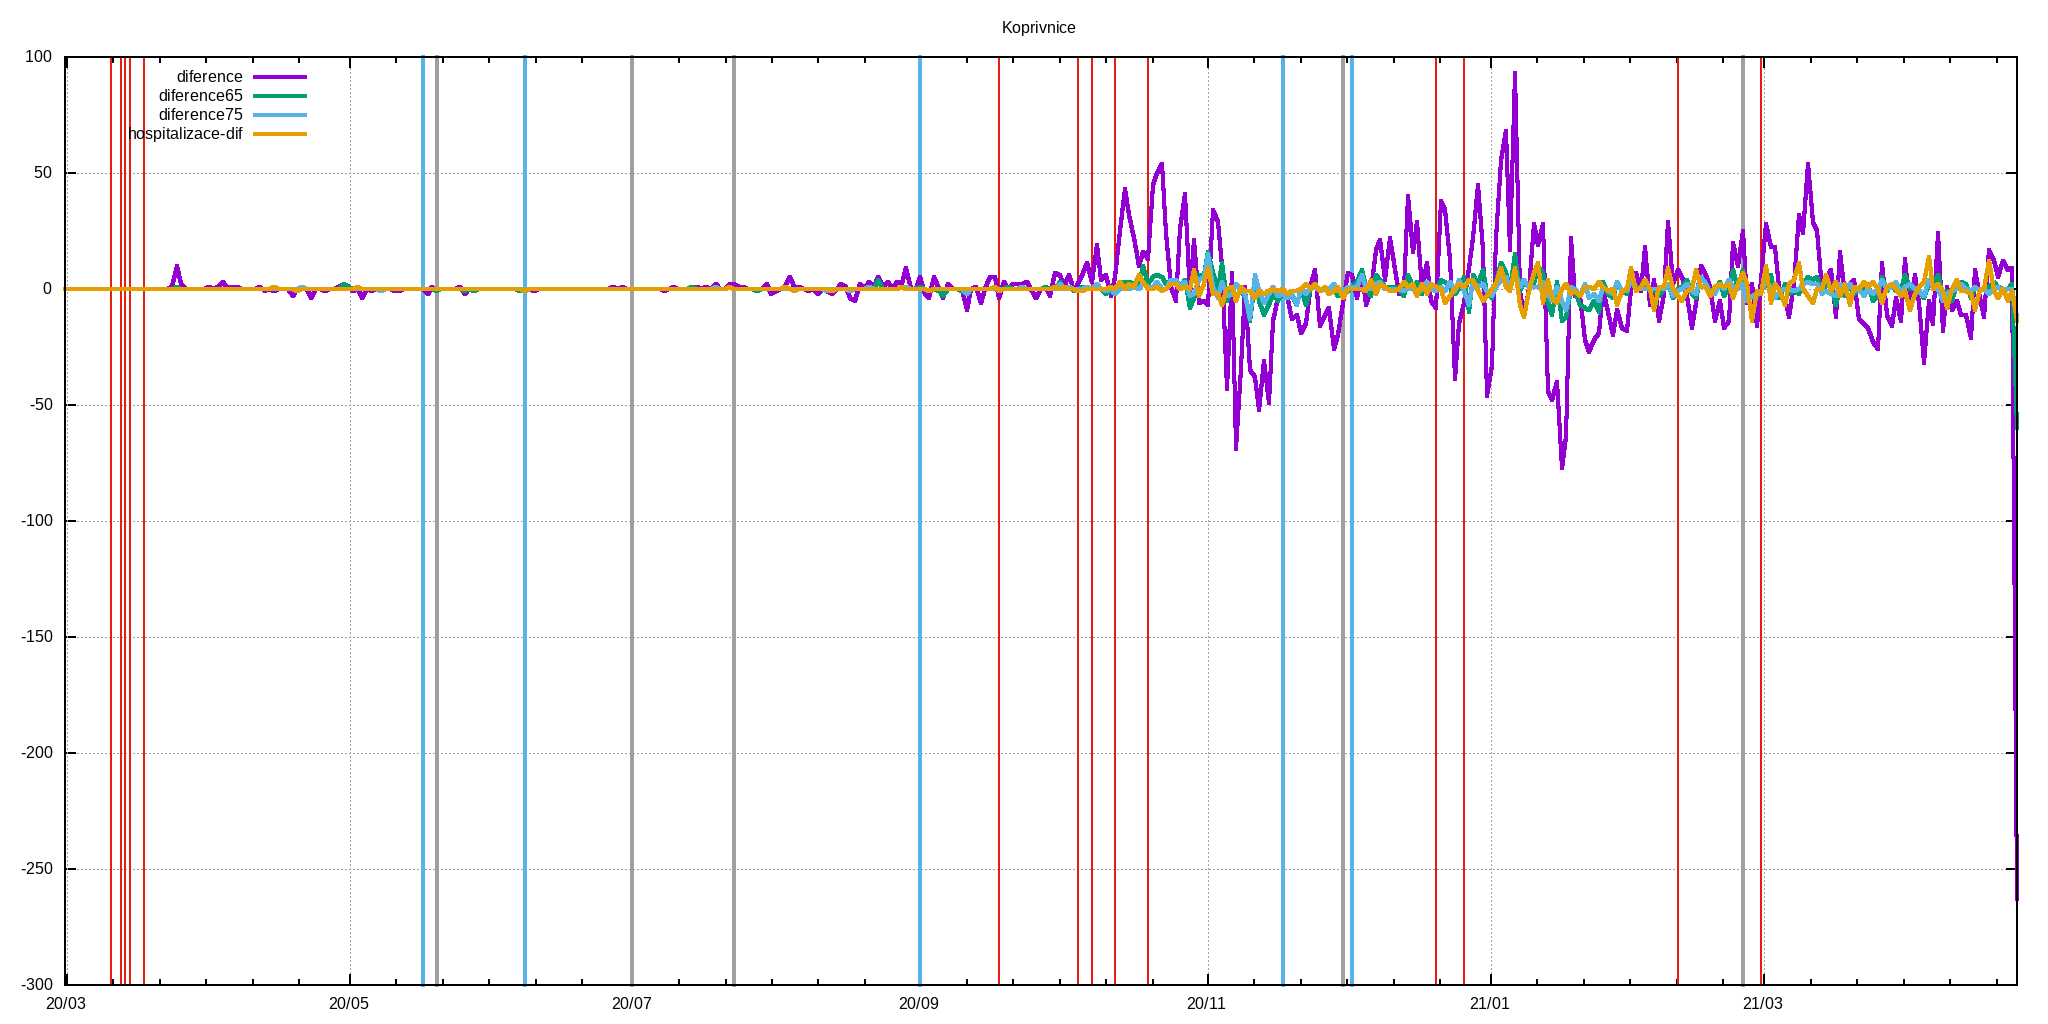 Koprivnice
100
diference
diference65
diference75
hospitalizace-dif
50
0
-50
-100
-150
-200
-250
-300
20/03 20/05 20/07 20/09 20/11 21/01 21/03